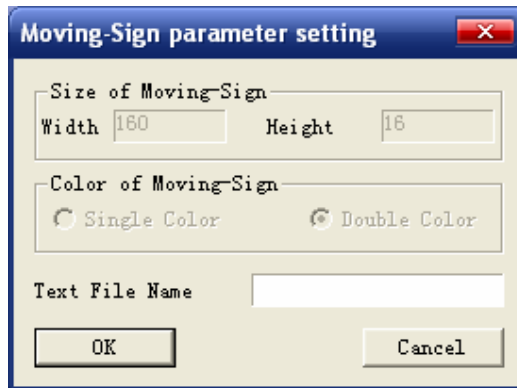 Moving-Sign parameter setting
Size of Moving-Sign
Width 160 Height 16
Color of Moving-Sign
Single Color Double Color
Text File Name
OK Cancel